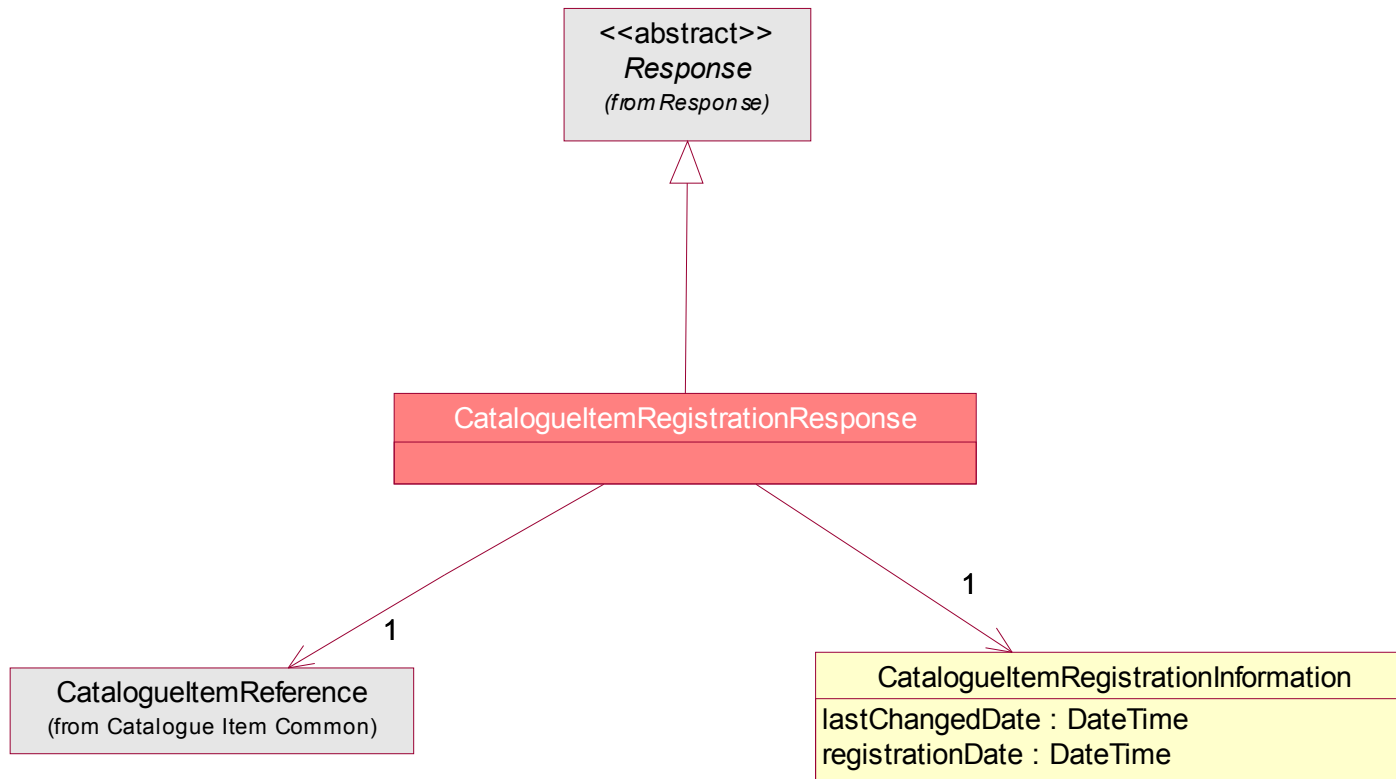 <<abstract>>
Response
(from Response)
CatalogueItemRegistrationResponse
1
1
CatalogueItemReference
(from Catalogue Item Common)
CatalogueItemRegistrationInformation
lastChangedDate : DateTime
registrationDate : DateTime